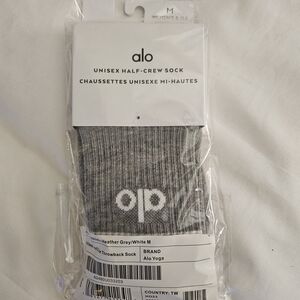 M
alo
UNISEX HALF-CREW SOCK
CHAUSSETTES UNISEXE MI-HAUTES
alo
Heather Grey/White M
Throwback Sock
BRAND
Alo Yoga
COUNTRY: TW